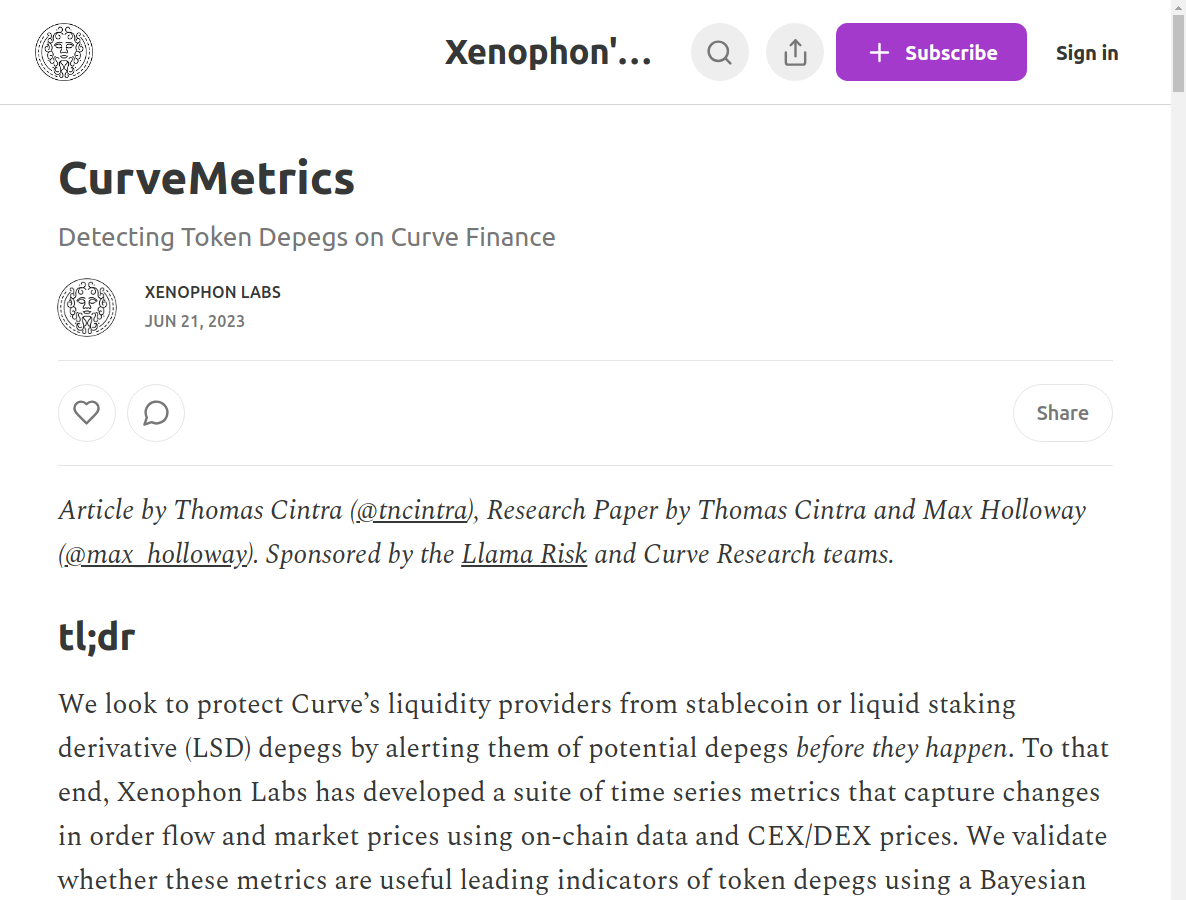 Xenophon'...
Subscribe
Sign in
CurveMetrics
Detecting Token Depegs on Curve Finance
XENOPHON LABS
JUN 21, 2023
Share
Article by Thomas Cintra (@tncintra), Research Paper by Thomas Cintra and Max Holloway
(@max_holloway). Sponsored by the Llama Risk and Curve Research teams.
tl;dr
We look to protect Curve’s liquidity providers from stablecoin or liquid staking
derivative (LSD) depegs by alerting them of potential depegs before they happen. To that
end, Xenophon Labs has developed a suite of time series metrics that capture changes
in order flow and market prices using on-chain data and CEX/DEX prices. We validate
whether these metrics are useful leading indicators of token depegs using a Bayesian